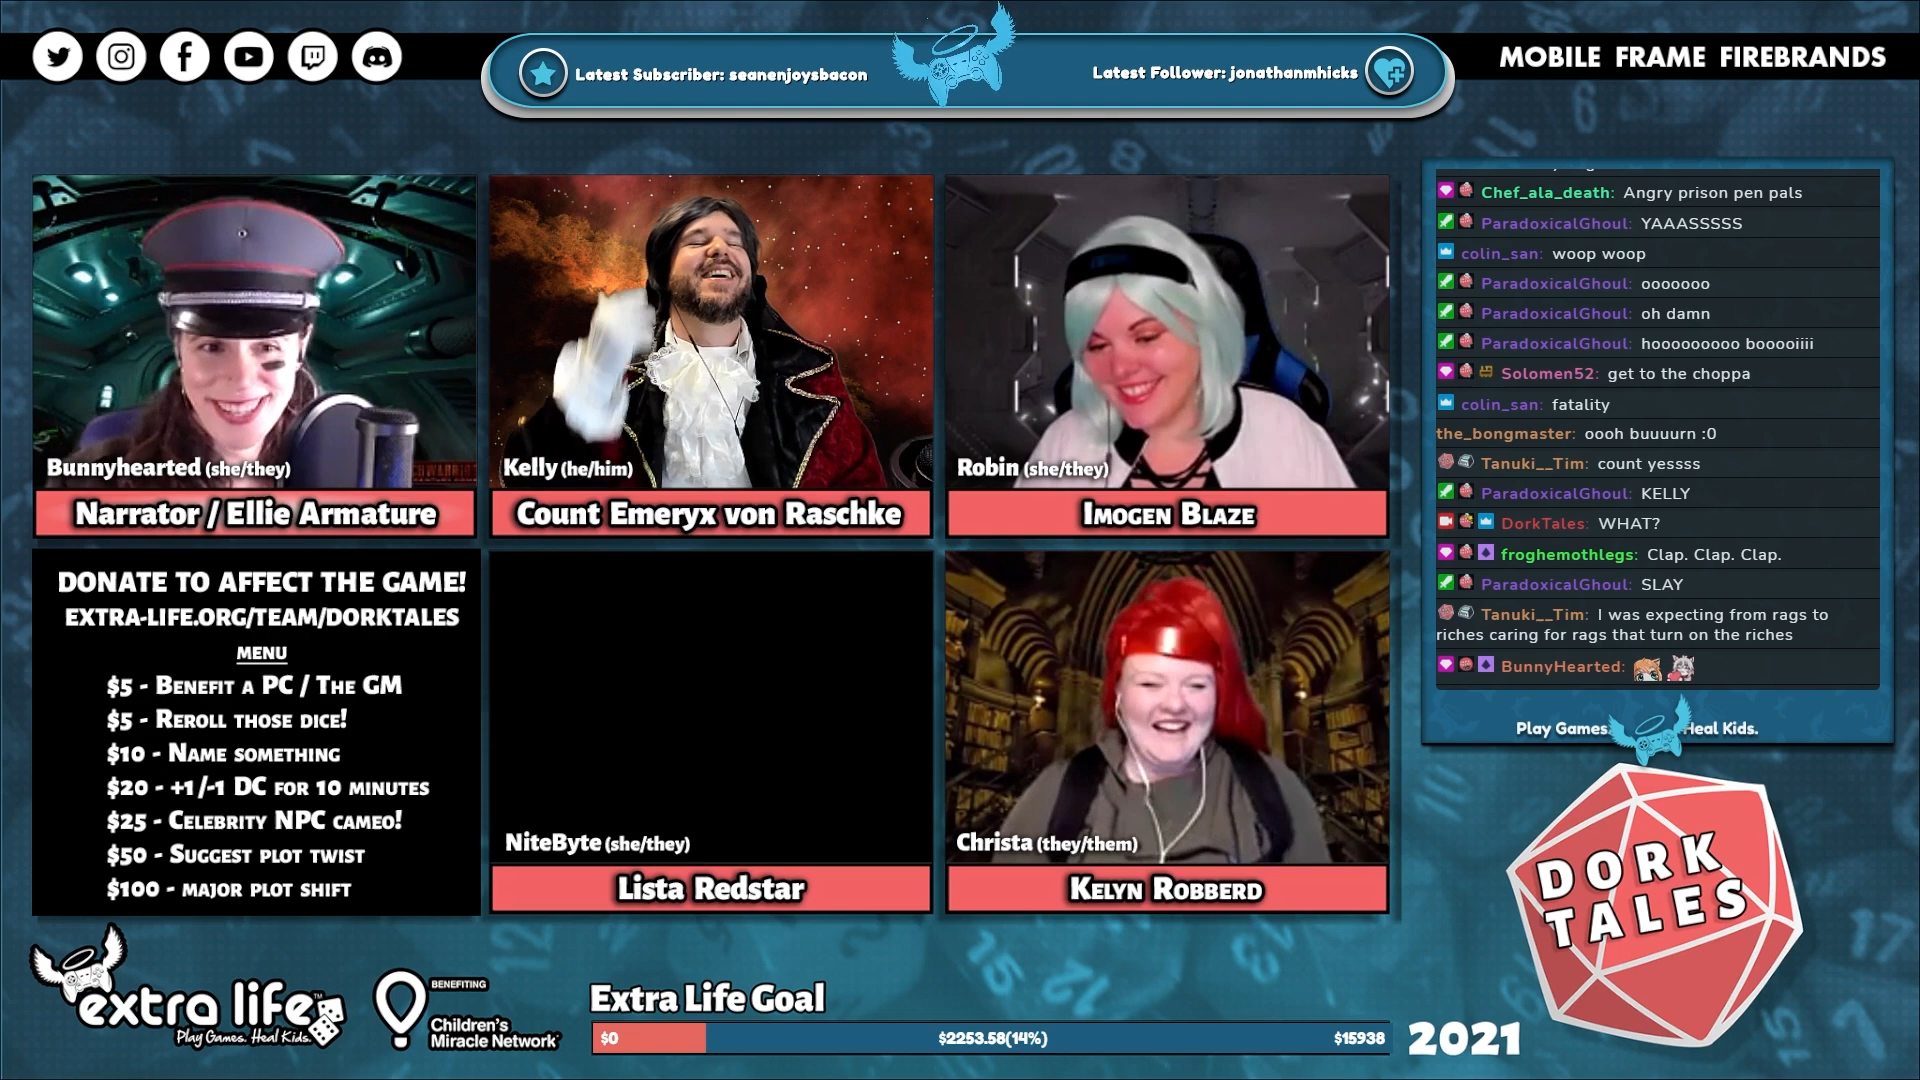 Latest Subscriber: seanenjoysbacon
Latest Follower: jonathanmhicks
MOBILE FRAME FIREBRANDS
Bunnyhearted (she/they)
Narrator / Ellie Armature
Kelly (he/him)
Count Emeryx von Raschke
Robin (she/they)
Imogen Blaze
DONATE TO AFFECT THE GAME!
EXTRA-LIFE.ORG/TEAM/DORKTALES
MENU
$5 - Benefit a PC / The GM
$5 - Reroll those dice!
$10 - Name something
$20 - +1/-1 DC for 10 minutes
$25 - Celebrity NPC cameo!
$50 - Suggest plot twist
$100 - major plot shift
NiteByte (she/they)
Lista Redstar
Christa (they/them)
Kelyn Robberd
Chef_ala_death: Angry prison pen pals
ParadoxicalGhoul: YAAASSSSS
colin_san: woop woop
ParadoxicalGhoul: ooooooo
ParadoxicalGhoul: oh damn
ParadoxicalGhoul: hooooooooo booooiiii
Solomen52: get to the choppa
colin_san: fatality
the_bongmaster: oooh buuuurn :0
Tanuki__Tim: count yessss
ParadoxicalGhoul: KELLY
DorkTales: WHAT?
froghemothlegs: Clap. Clap. Clap.
ParadoxicalGhoul: SLAY
Tanuki__Tim: I was expecting from rags to
riches caring for rags that turn on the riches
BunnyHearted:
Play Games. Heal Kids.
DORK
TALES
extra life™
Play Games. Heal Kids.
BENEFITING
Children's
Miracle Network
Extra Life Goal
$0
$2253.58(14%)
$15938
2021